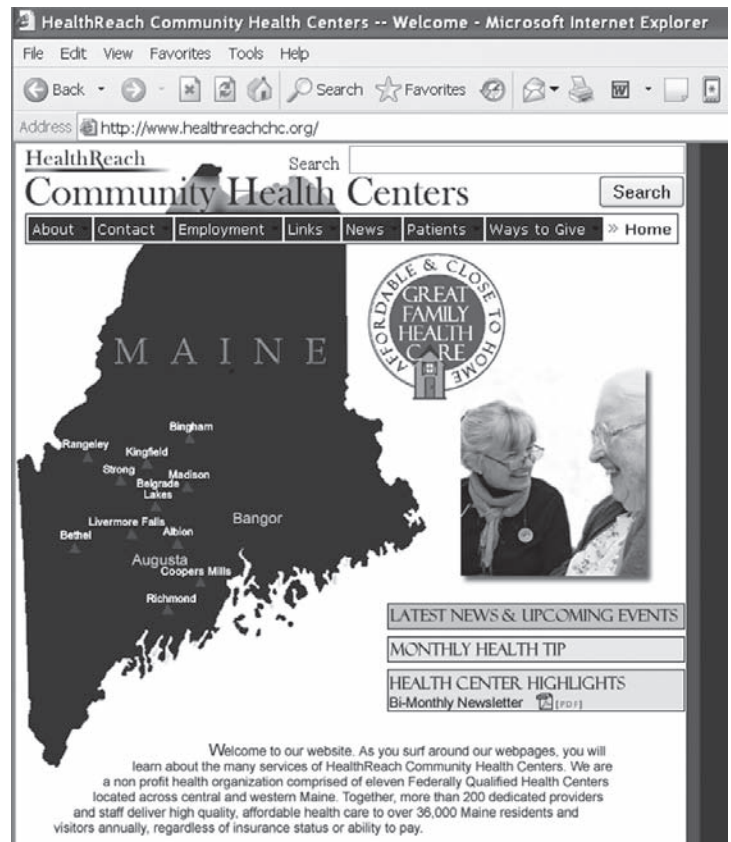 HealthReach Community Health Centers -- Welcome - Microsoft Internet Explorer
File Edit View Favorites Tools Help
Back Search Favorites
Address http://www.healthreachchc.org/
HealthReach
Search
Community Health Centers
Search
About Contact Employment Links News Patients Ways to Give » Home
AFFORDABLE & CLOSE TO HOME
GREAT
FAMILY
HEALTH
CARE
MAINE
Bingham
Rangeley
Kingfield
Strong
Madison
Belgrade
Lakes
Livermore Falls
Bangor
Bethel
Albion
Augusta
Coopers Mills
Richmond
LATEST NEWS & UPCOMING EVENTS
MONTHLY HEALTH TIP
HEALTH CENTER HIGHLIGHTS
Bi-Monthly Newsletter [PDF]
Welcome to our website. As you surf around our webpages, you will
learn about the many services of HealthReach Community Health Centers. We are
a non profit health organization comprised of eleven Federally Qualified Health Centers
located across central and western Maine. Together, more than 200 dedicated providers
and staff deliver high quality, affordable health care to over 36,000 Maine residents and
visitors annually, regardless of insurance status or ability to pay.